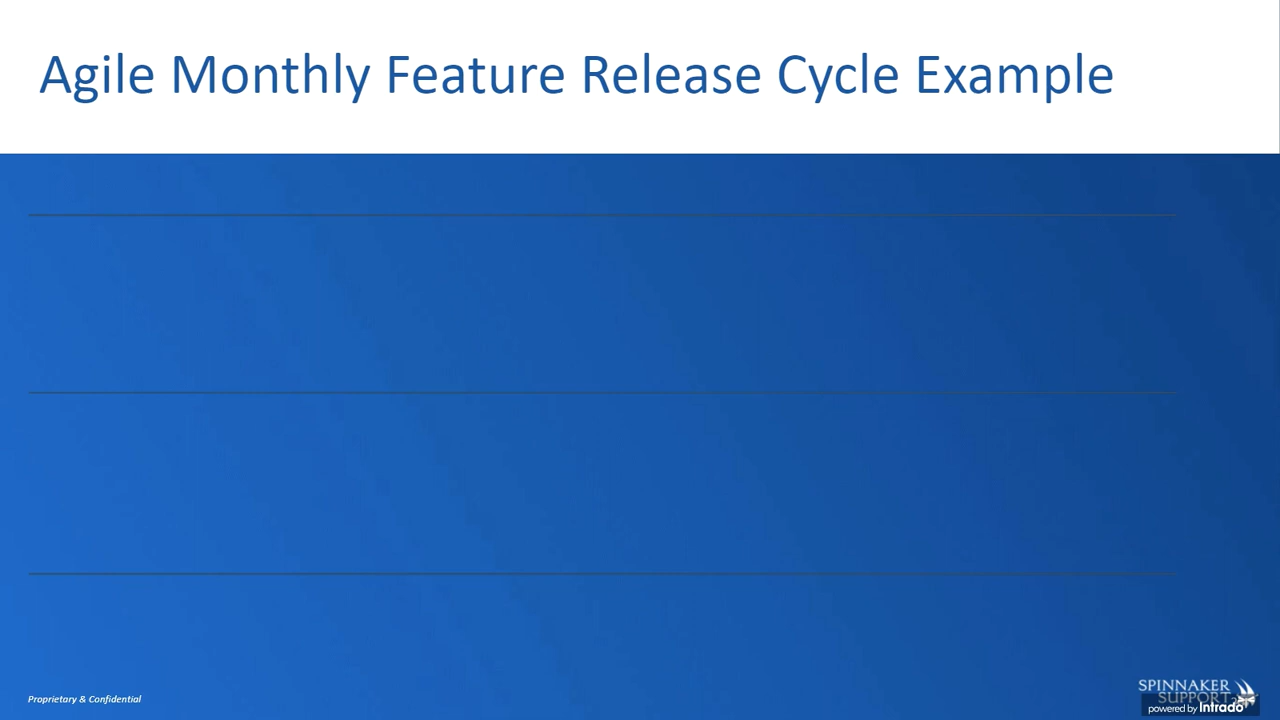 Agile Monthly Feature Release Cycle Example
Proprietary & Confidential
SPINNAKER
SUPPORT
powered by Intrado